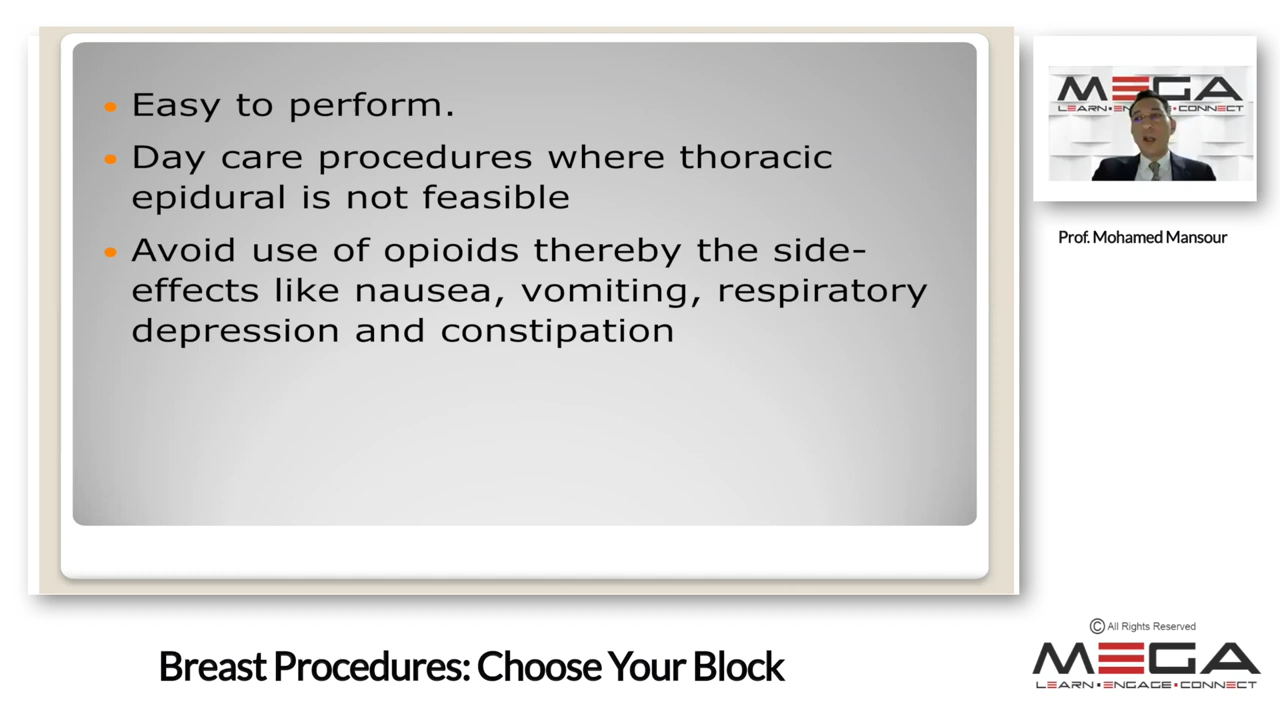 Easy to perform.
Day care procedures where thoracic
epidural is not feasible
Avoid use of opioids thereby the side-
effects like nausea, vomiting, respiratory
depression and constipation
MEGA
LEARN•ENGAGE•CONNECT
Prof. Mohamed Mansour
Breast Procedures: Choose Your Block
© All Rights Reserved
MEGA
LEARN•ENGAGE•CONNECT